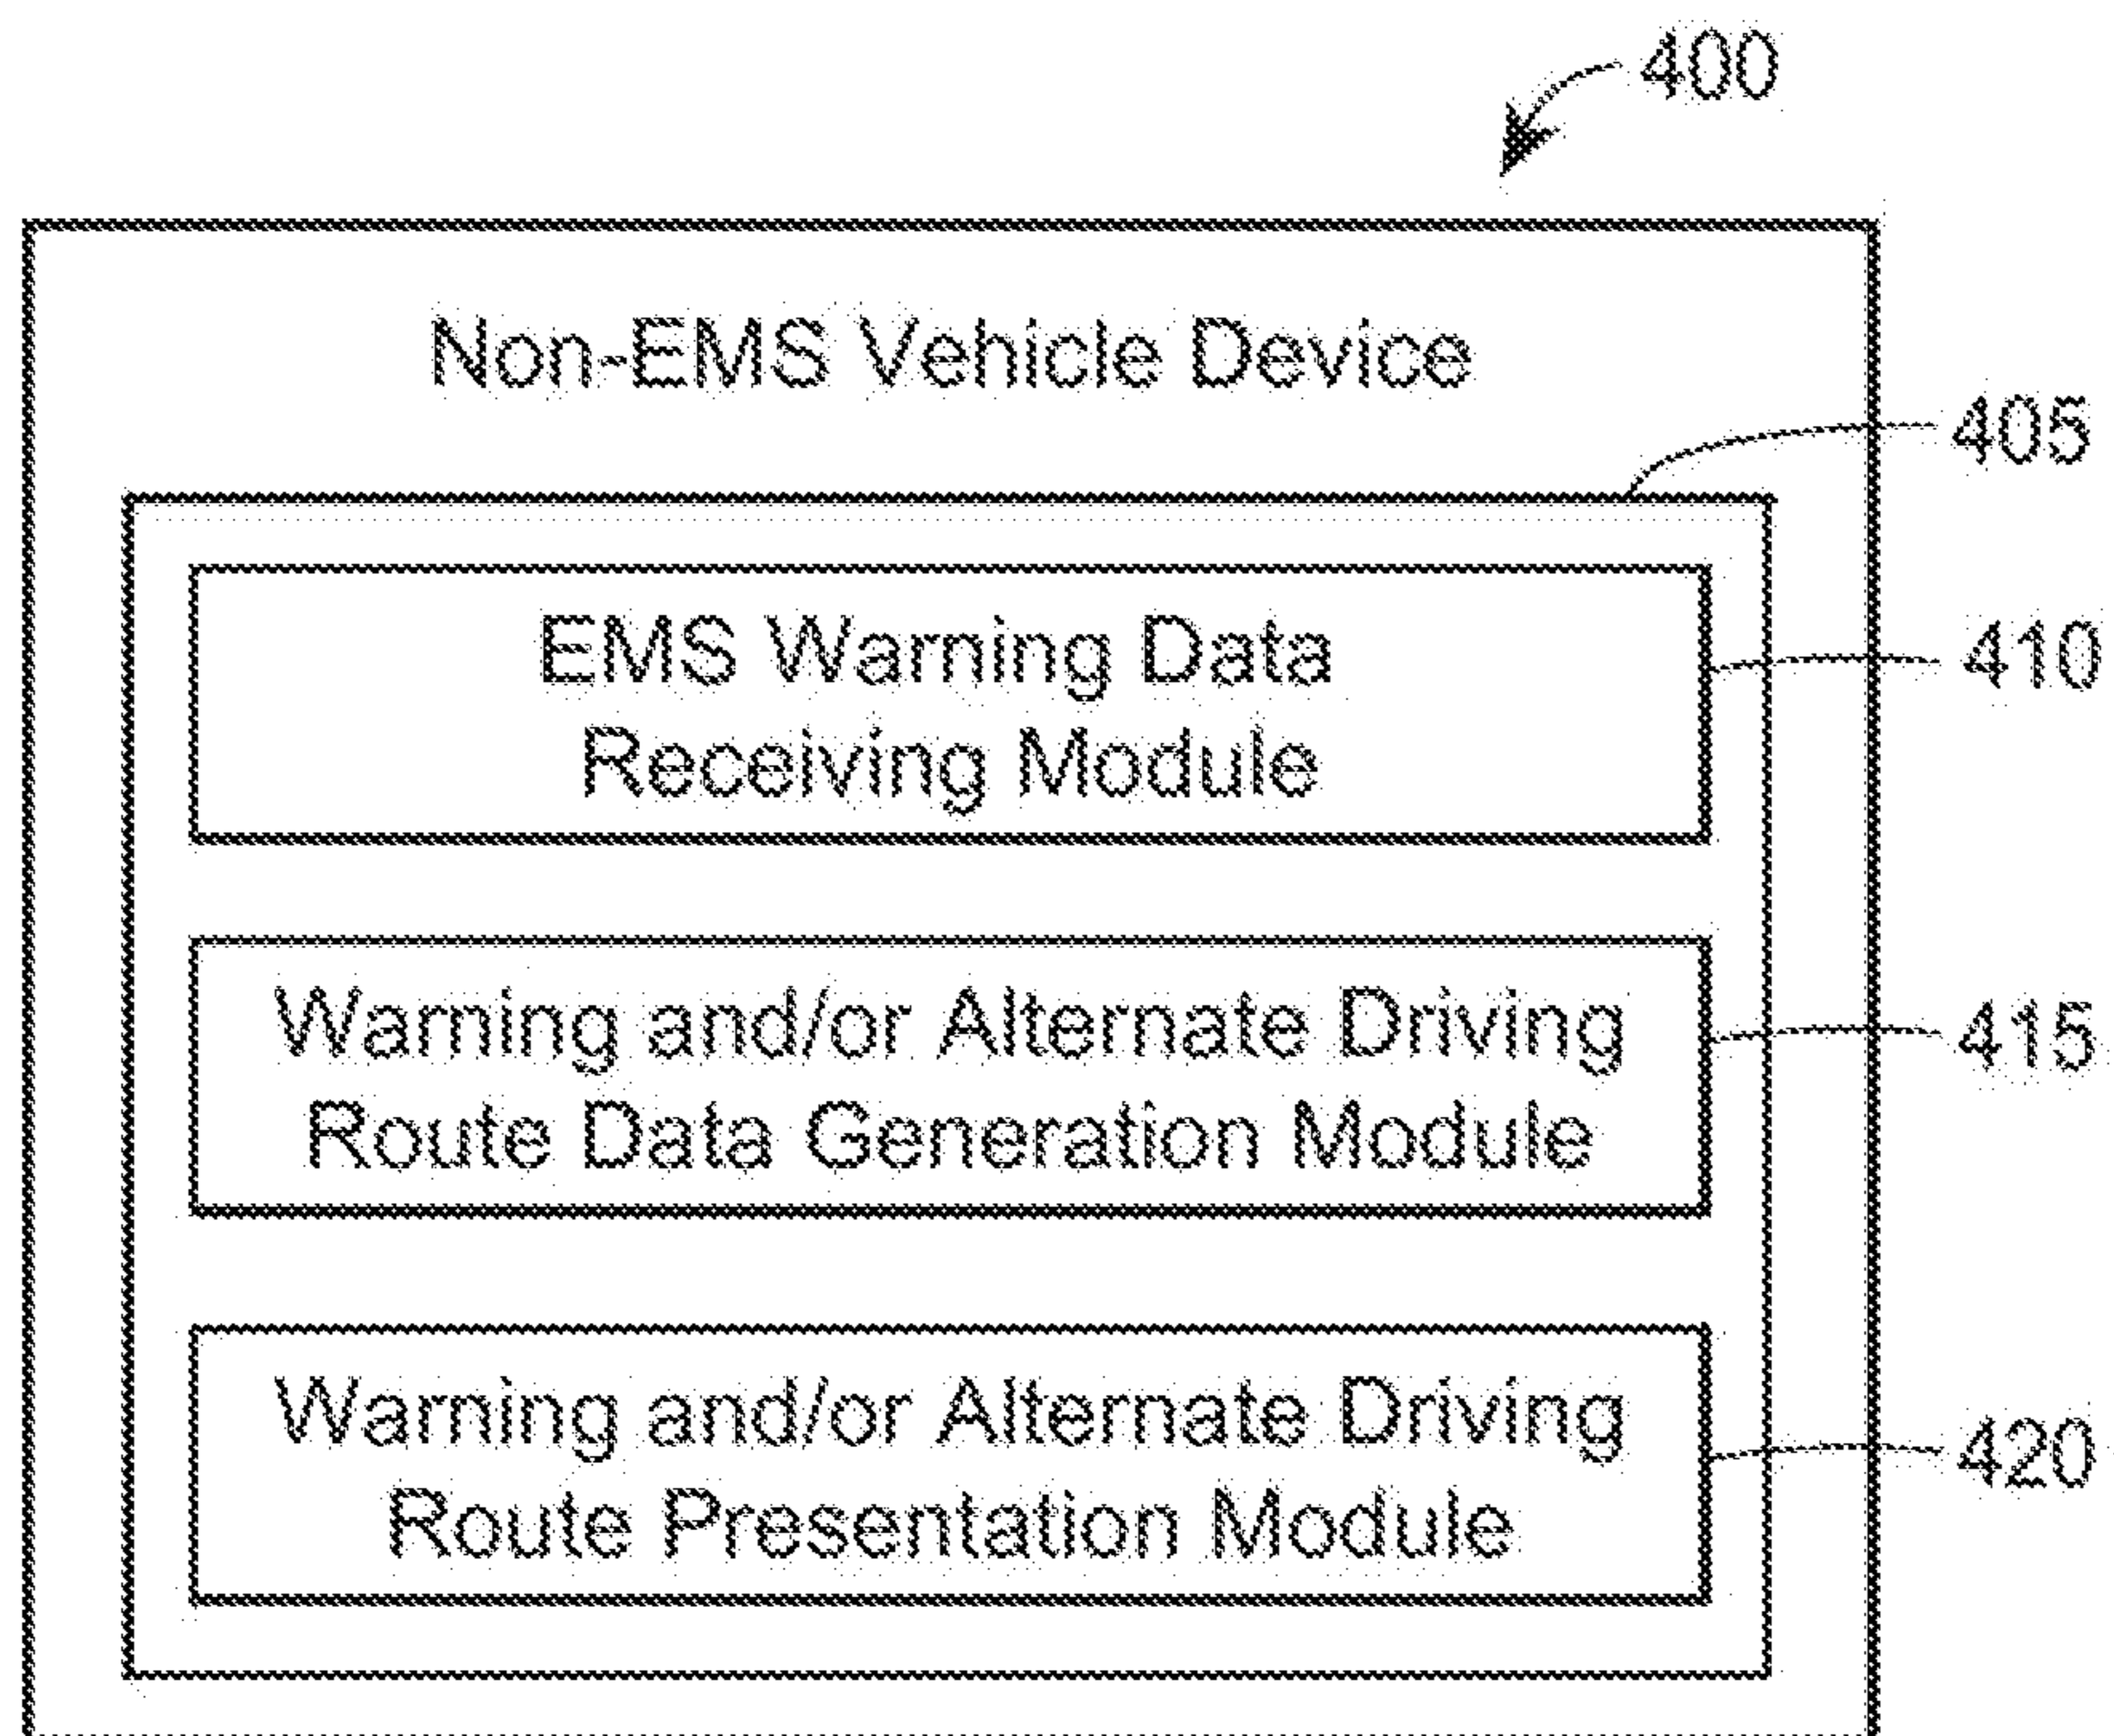 400
Non-EMS Vehicle Device
405
EMS Warning Data
Receiving Module
410
Warning and/or Alternate Driving
Route Data Generation Module
415
Warning and/or Alternate Driving
Route Presentation Module
420